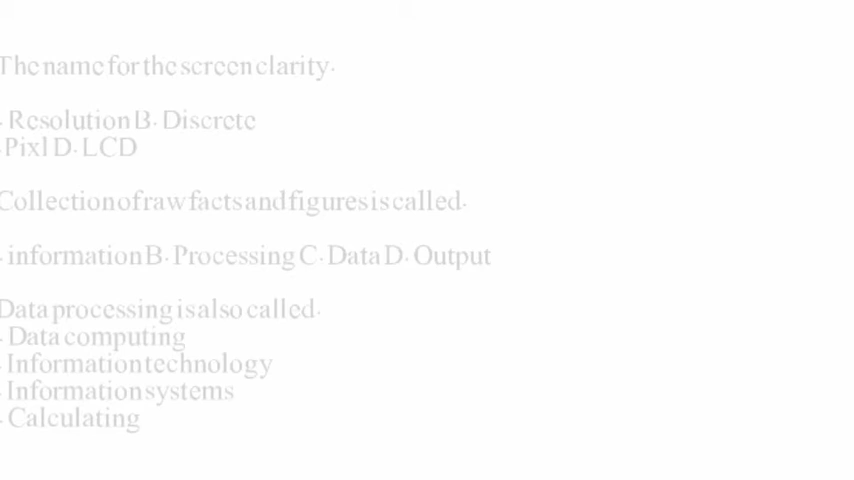 The name for the screen clarity.
. Resolution B. Discrete
.Pixl D. LCD
Collection of raw facts and figures is called.
. information B. Processing C. Data D. Output
Data processing is also called.
. Data computing
. Information technology
. Information systems
. Calculating